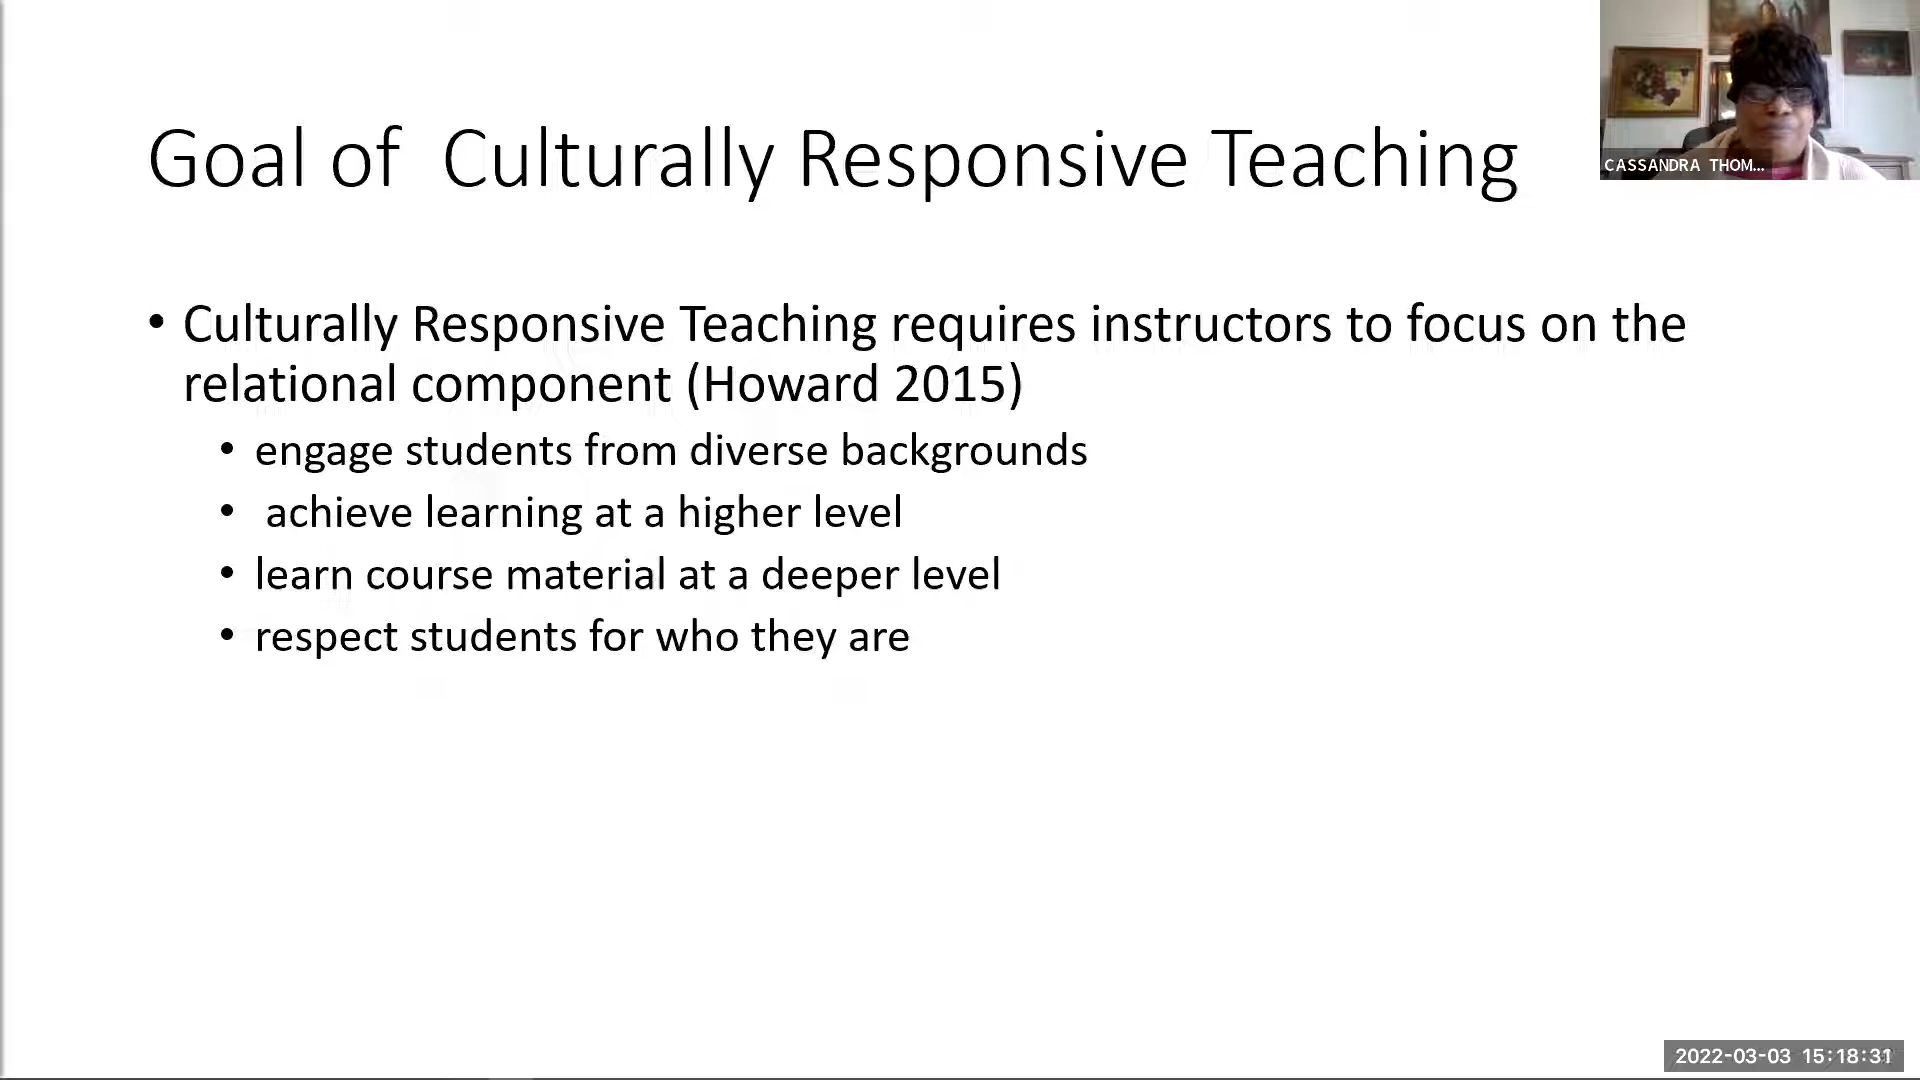 Goal of  Culturally Responsive Teaching
CASSANDRA THOM...
• Culturally Responsive Teaching requires instructors to focus on the
relational component (Howard 2015)
• engage students from diverse backgrounds
• achieve learning at a higher level
• learn course material at a deeper level
• respect students for who they are
2022-03-03 15:18:31